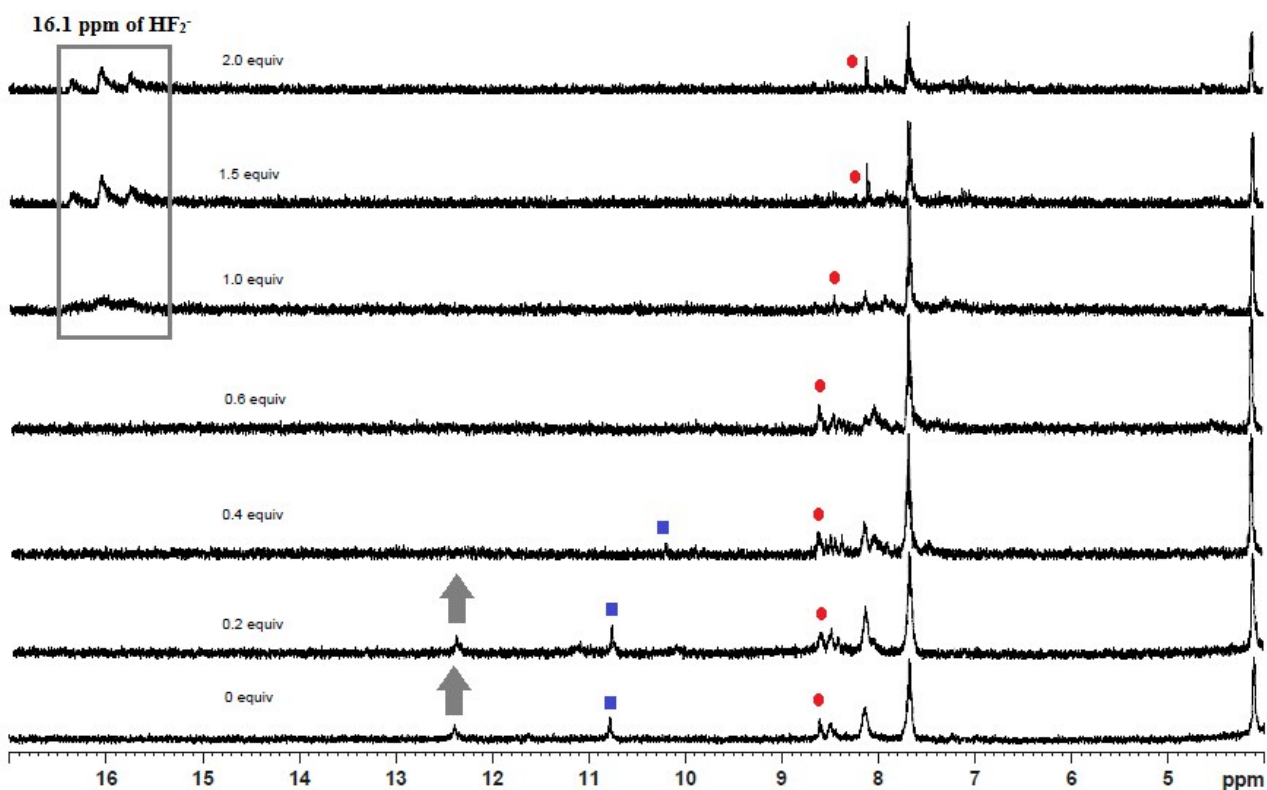 16.1 ppm of HF₂⁻
2.0 equiv
1.5 equiv
1.0 equiv
0.6 equiv
0.4 equiv
0.2 equiv
0 equiv
16 15 14 13 12 11 10 9 8 7 6 5 ppm